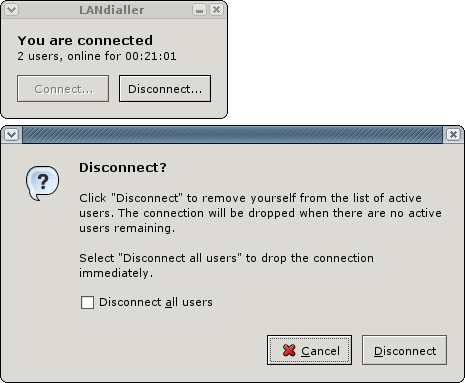 LANdialler
You are connected
2 users, online for 00:21:01
Connect... Disconnect...
Disconnect?
Click "Disconnect" to remove yourself from the list of active
users. The connection will be dropped when there are no active
users remaining.
Select "Disconnect all users" to drop the connection
immediately.
Disconnect all users
Cancel Disconnect